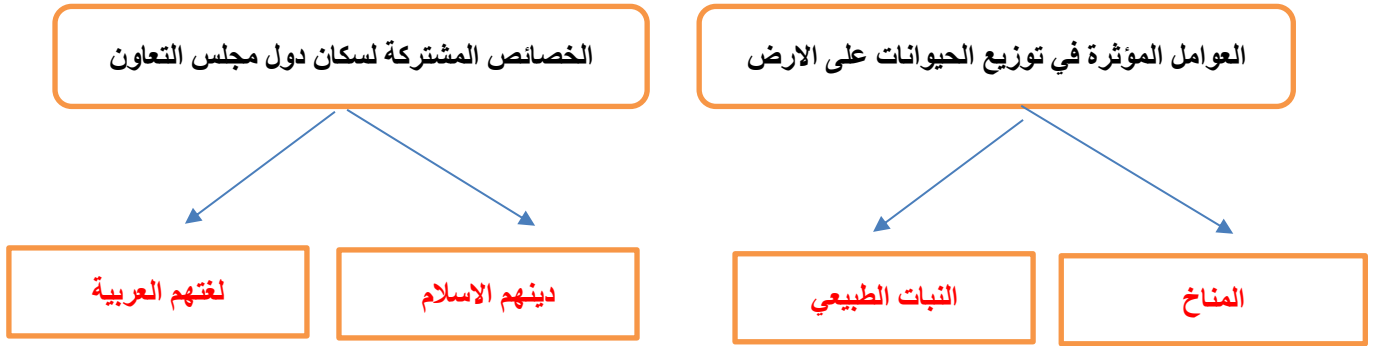 العوامل المؤثرة في توزيع الحيوانات على الارض
المناخ
النبات الطبيعي
الخصائص المشتركة لسكان دول مجلس التعاون
دينهم الاسلام
لغتهم العربية